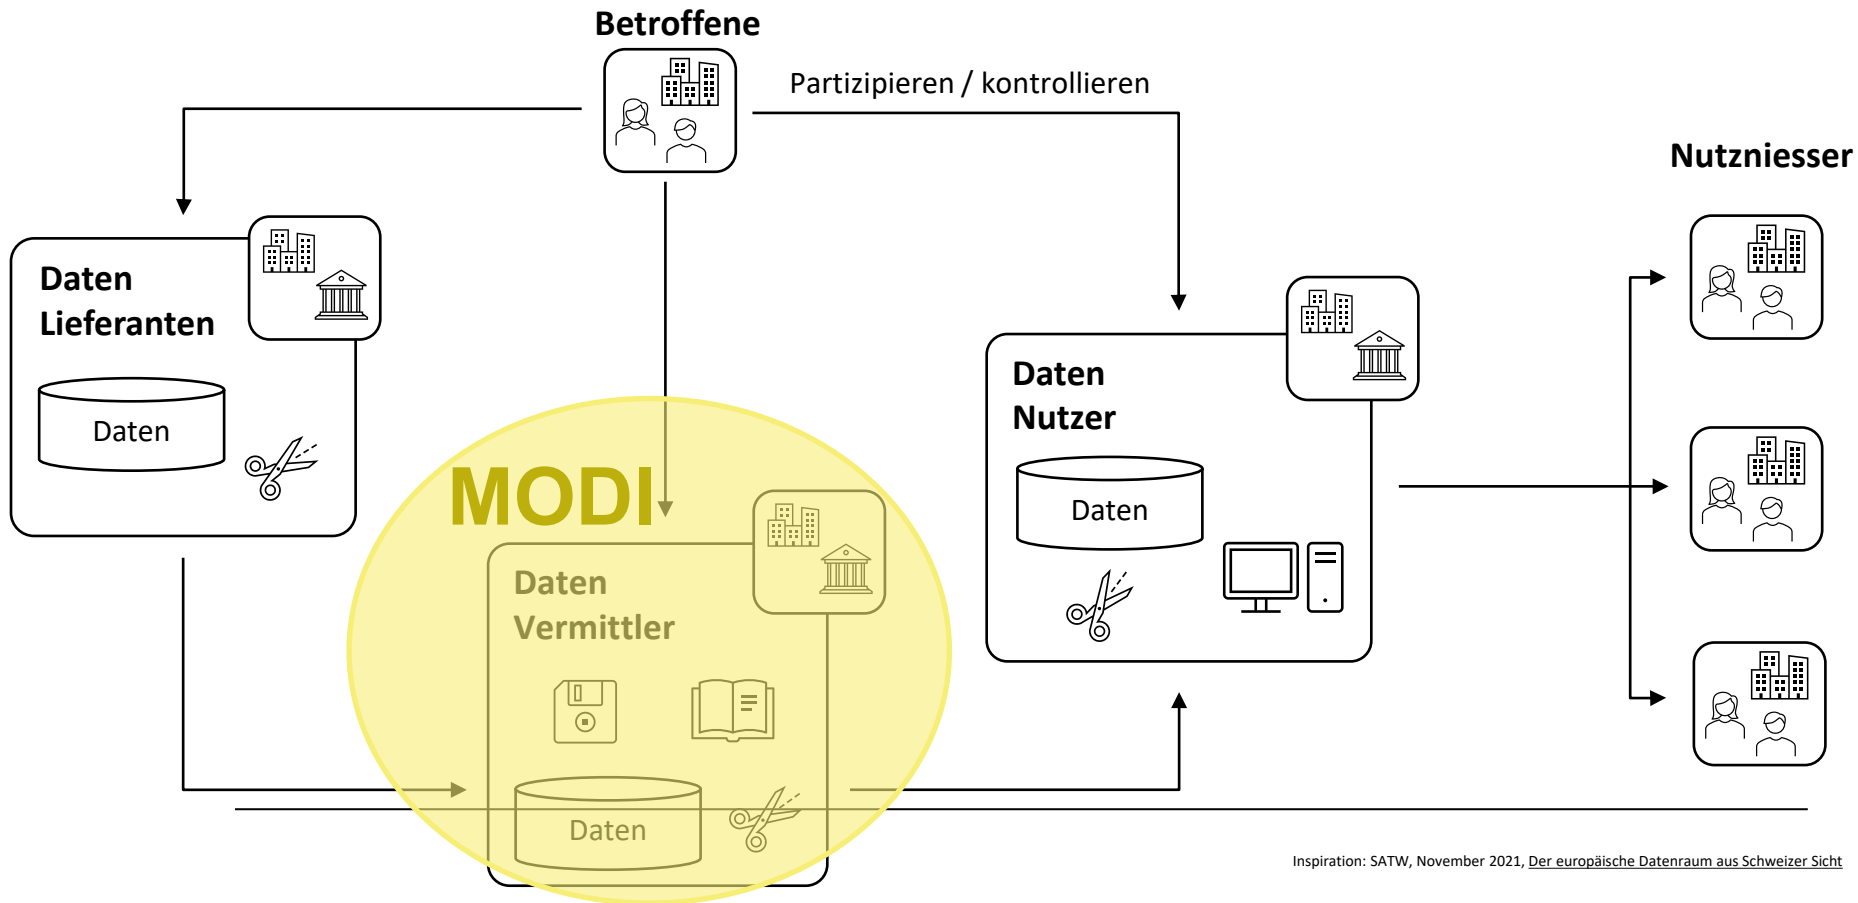 Betroffene
Partizipieren / kontrollieren
Nutzniesser
Daten
Lieferanten
Daten
Daten
Nutzer
Daten
MODI
Daten
Vermittler
Daten
Inspiration: SATW, November 2021, Der europäische Datenraum aus Schweizer Sicht